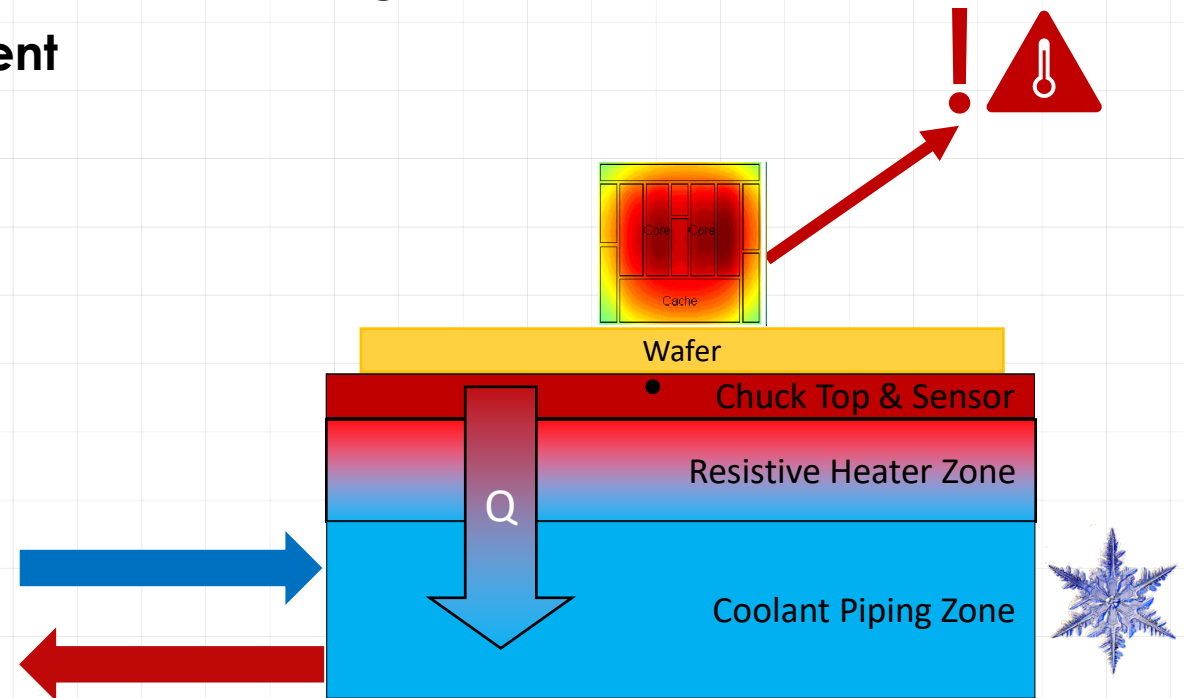 ent
Core Core
Cache
Wafer
Chuck Top & Sensor
Resistive Heater Zone
Q
Coolant Piping Zone